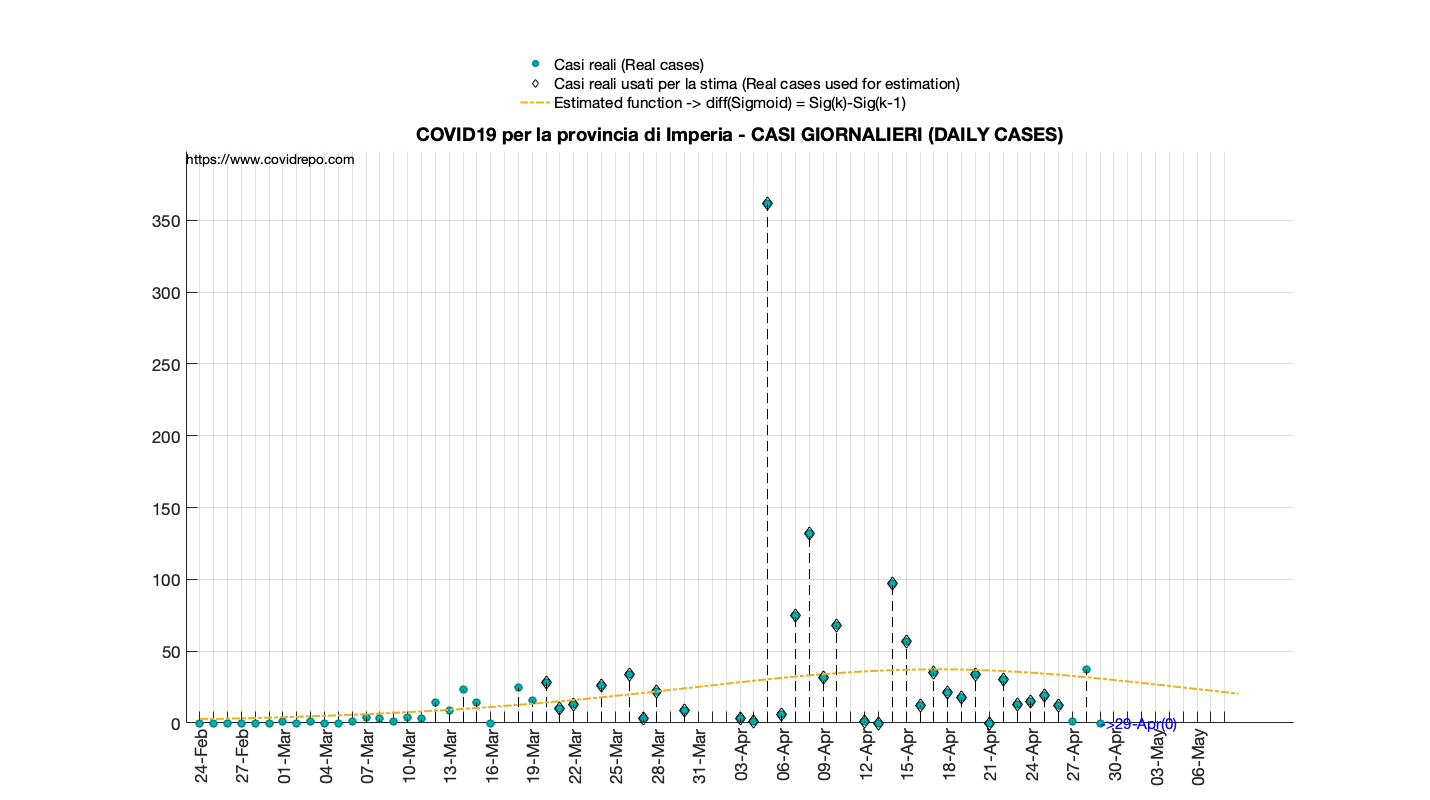 Casi reali (Real cases)
Casi reali usati per la stima (Real cases used for estimation)
Estimated function -> diff(Sigmoid) = Sig(k)-Sig(k-1)
COVID19 per la provincia di Imperia - CASI GIORNALIERI (DAILY CASES)
https://www.covidrepo.com
350
300
250
200
150
100
50
0
->29-Apr(0)
24-Feb
27-Feb
01-Mar
04-Mar
07-Mar
10-Mar
13-Mar
16-Mar
19-Mar
22-Mar
25-Mar
28-Mar
31-Mar
03-Apr
06-Apr
09-Apr
12-Apr
15-Apr
18-Apr
21-Apr
24-Apr
27-Apr
30-Apr
03-May
06-May